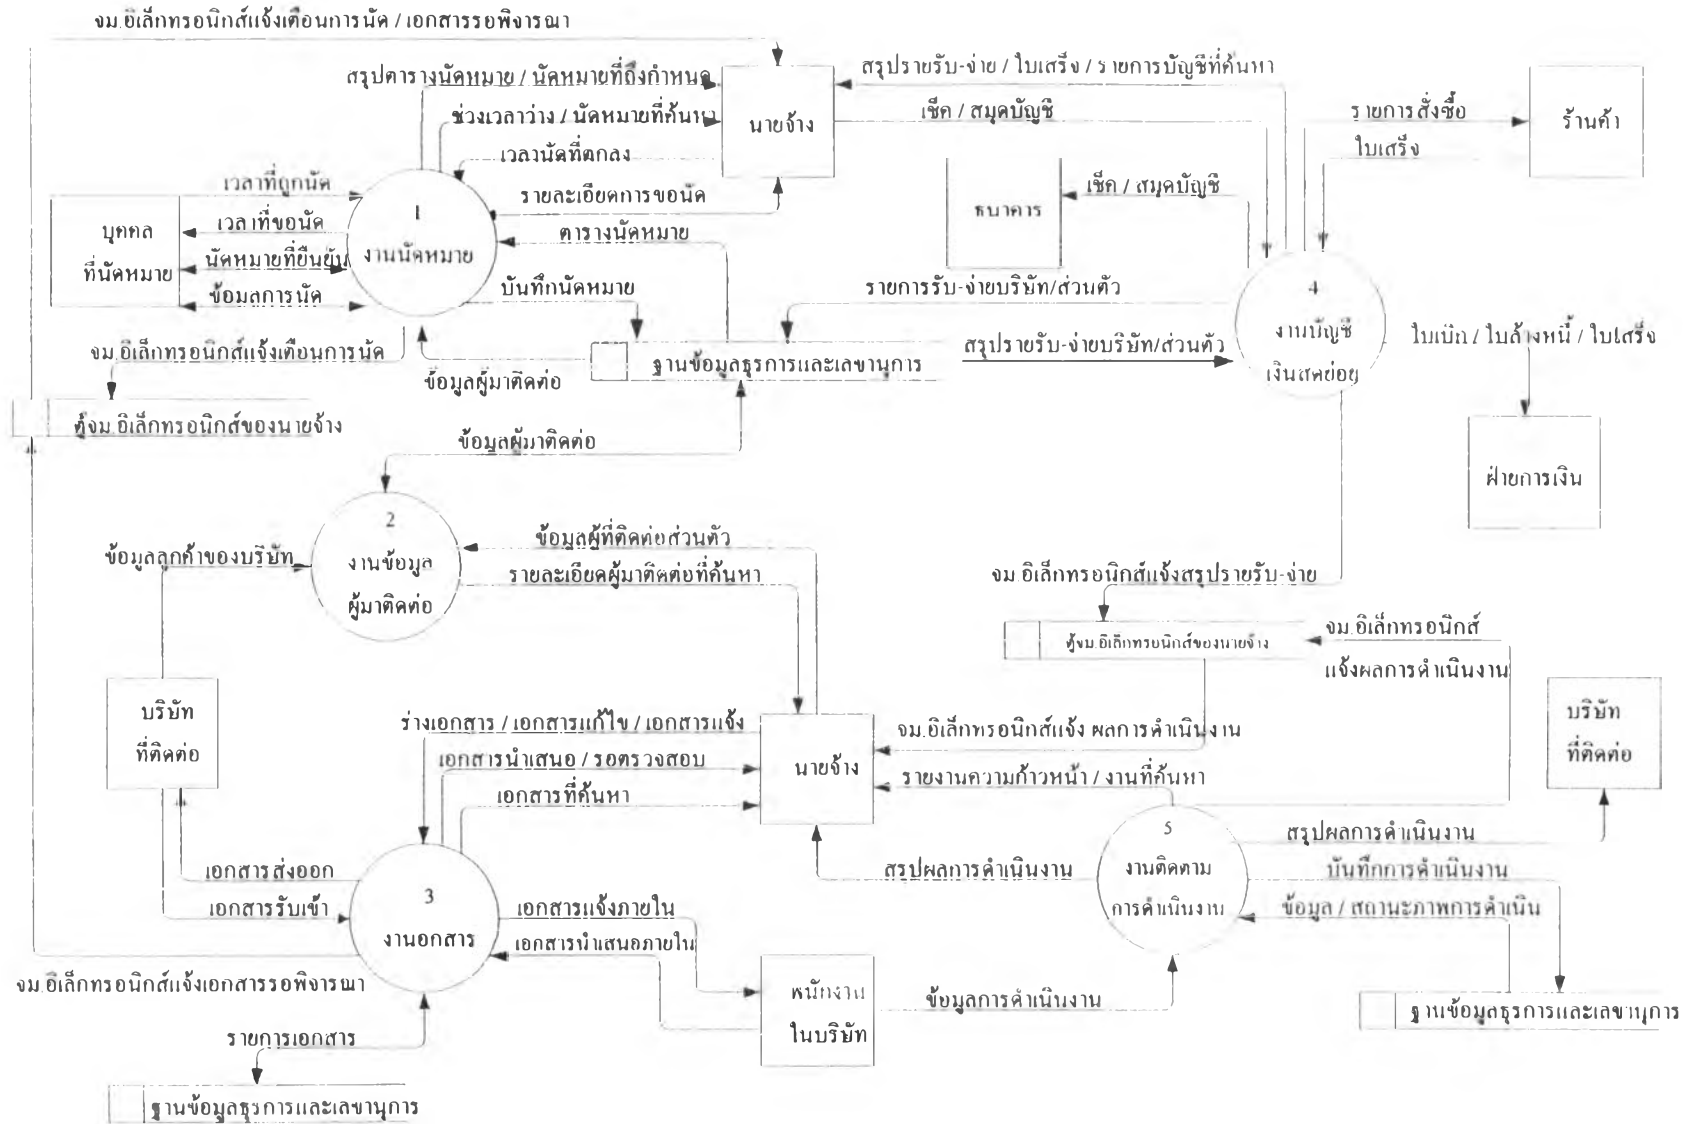 จม.อิเล็กทรอนิกส์แจ้งเตือนการนัด / เอกสารรอพิจารณา
สรุปตารางนัดหมาย / นัดหมายที่ถึงกำหนด
ช่วงเวลาว่าง / นัดหมายที่ค้นหา
เวลานัดที่ตกลง
รายละเอียดการขอนัด
ตารางนัดหมาย
บันทึกนัดหมาย
นายจ้าง
สรุปรายรับ-จ่าย / ใบเสร็จ / รายการบัญชีที่ค้นหา
เช็ค / สมุดบัญชี
รายการสั่งซื้อ
ใบเสร็จ
ร้านค้า
ธนาคาร
เช็ค / สมุดบัญชี
เวลาที่ถูกนัด
เวลาที่ขอนัด
นัดหมายที่ยืนยัน
ข้อมูลการนัด
บุคคล
ที่นัดหมาย
1
งานนัดหมาย
รายการรับ-จ่ายบริษัท/ส่วนตัว
สรุปรายรับ-จ่ายบริษัท/ส่วนตัว
4
งานบัญชี
เงินสดย่อย
ใบเบิก / ใบล้างหนี้ / ใบเสร็จ
ฝ่ายการเงิน
จม.อิเล็กทรอนิกส์แจ้งเตือนการนัด
ข้อมูลผู้มาติดต่อ
ฐานข้อมูลธุรการและเลขานุการ
ตู้จม.อิเล็กทรอนิกส์ของนายจ้าง
ข้อมูลผู้มาติดต่อ
2
งานข้อมูล
ผู้มาติดต่อ
ข้อมูลลูกค้าของบริษัท
ข้อมูลผู้ที่ติดต่อส่วนตัว
รายละเอียดผู้มาติดต่อที่ค้นหา
จม.อิเล็กทรอนิกส์แจ้งสรุปรายรับ-จ่าย
ตู้จม.อิเล็กทรอนิกส์ของนายจ้าง
จม.อิเล็กทรอนิกส์
แจ้งผลการดำเนินงาน
บริษัท
ที่ติดต่อ
บริษัท
ที่ติดต่อ
ร่างเอกสาร / เอกสารแก้ไข / เอกสารแจ้ง
เอกสารนำเสนอ / รอตรวจสอบ
เอกสารที่ค้นหา
นายจ้าง
จม.อิเล็กทรอนิกส์แจ้ง ผลการดำเนินงาน
รายงานความก้าวหน้า / งานที่ค้นหา
สรุปผลการดำเนินงาน
บันทึกการดำเนินงาน
ข้อมูล / สถานะภาพการดำเนิน
5
งานติดตาม
การดำเนินงาน
สรปผลการดำเนินงาน
เอกสารส่งออก
เอกสารรับเข้า
3
งานอกสาร
เอกสารแจ้งภายใน
เอกสารนำเสนอภายใน
จม.อิเล็กทรอนิกส์แจ้งเอกสารรอพิจารณา
พนักงาน
ในบริษัท
ข้อมูลการดำเนินงาน
ฐานข้อมูลธุรการและเลขานุการ
รายการเอกสาร
ฐานข้อมูลธุรการและเลขานุการ